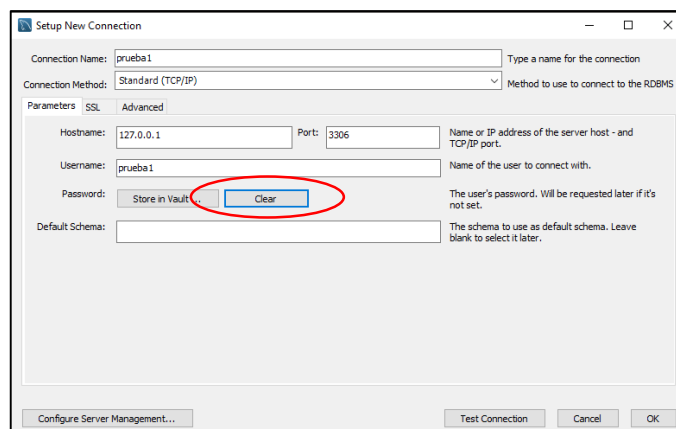 Setup New Connection
Connection Name: prueba1 Type a name for the connection
Connection Method: Standard (TCP/IP) Method to use to connect to the RDBMS
Parameters SSL Advanced
Hostname: 127.0.0.1 Port: 3306 Name or IP address of the server host - and
TCP/IP port.
Username: prueba1 Name of the user to connect with.
Password: Store in Vault ... Clear The user's password. Will be requested later if it's
not set.
Default Schema: The schema to use as default schema. Leave
blank to select it later.
Configure Server Management... Test Connection Cancel OK